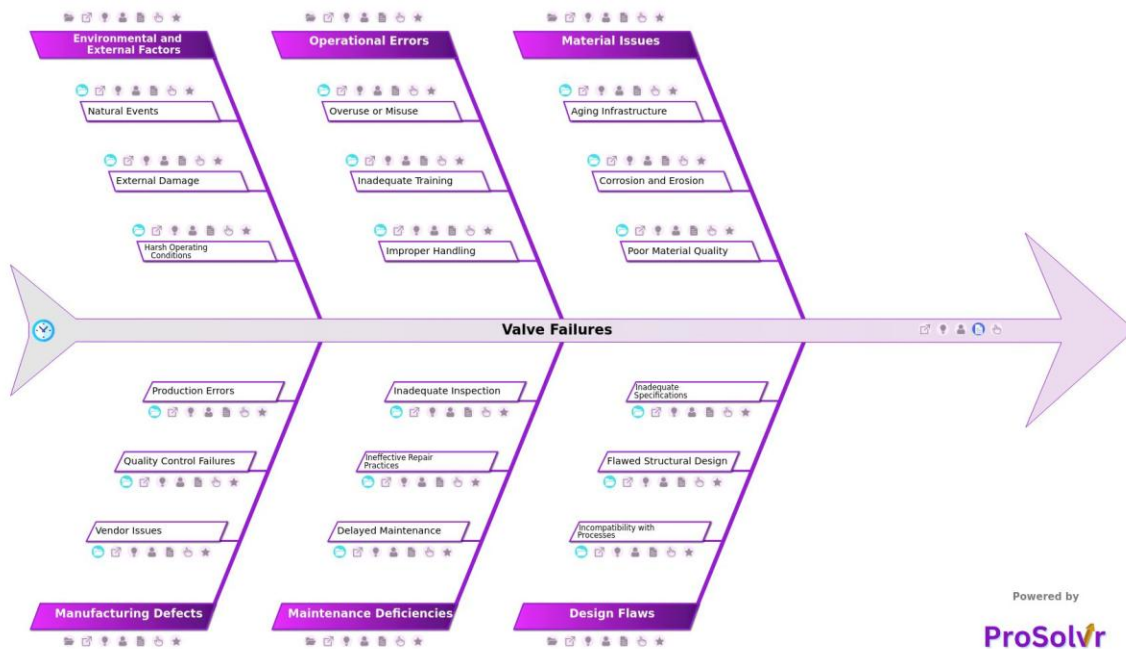 Environmental and
External Factors
Operational Errors
Material Issues
Natural Events
Overuse or Misuse
Aging Infrastructure
External Damage
Inadequate Training
Corrosion and Erosion
Harsh Operating
Conditions
Improper Handling
Poor Material Quality
Valve Failures
Production Errors
Inadequate Inspection
Inadequate
Specifications
Quality Control Failures
Ineffective Repair
Practices
Flawed Structural Design
Vendor Issues
Delayed Maintenance
Incompatibility with
Processes
Manufacturing Defects
Maintenance Deficiencies
Design Flaws
Powered by
ProSolvr